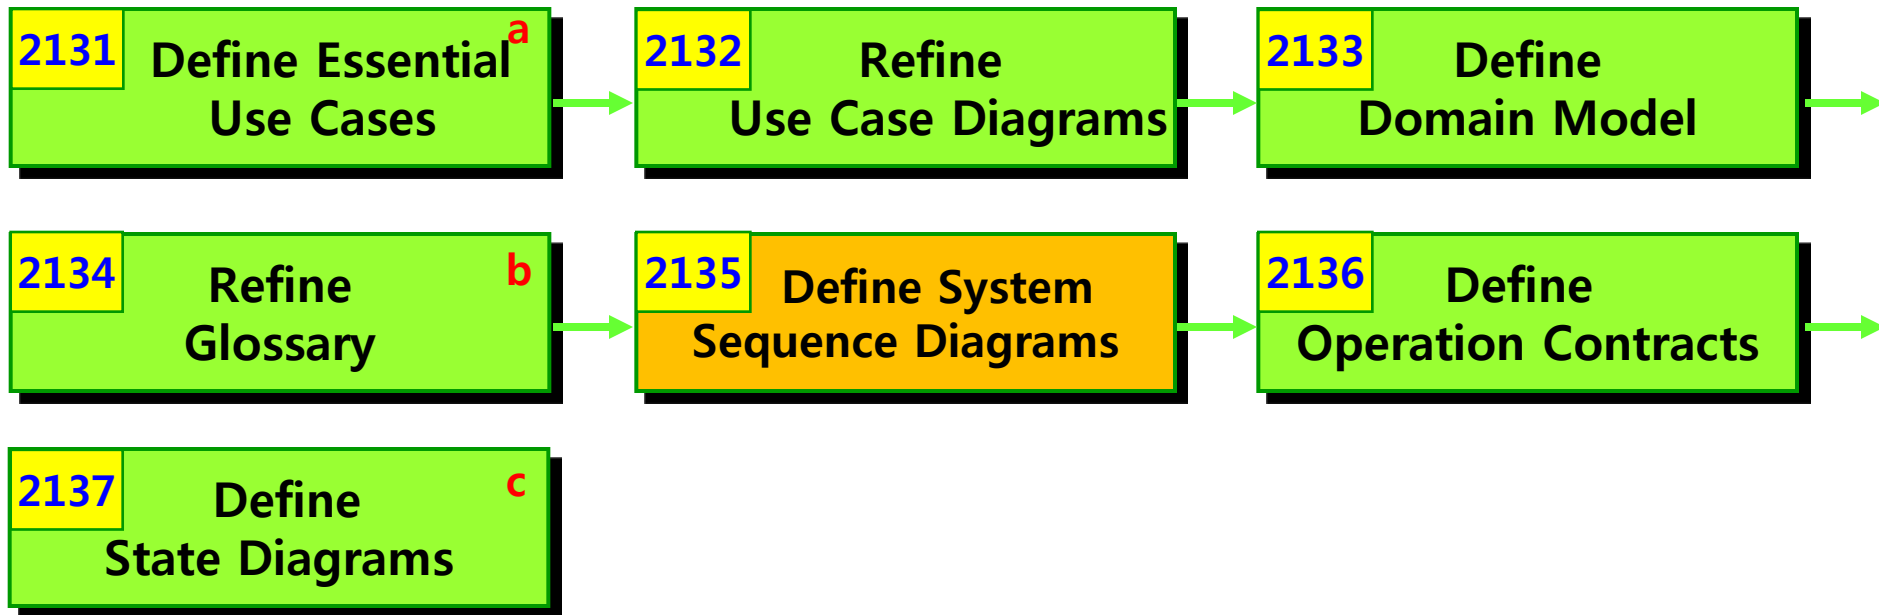 2131
Define Essential a
Use Cases
2132
Refine
Use Case Diagrams
2133
Define
Domain Model
2134
Refine b
Glossary
2135
Define System
Sequence Diagrams
2136
Define
Operation Contracts
2137
Define c
State Diagrams